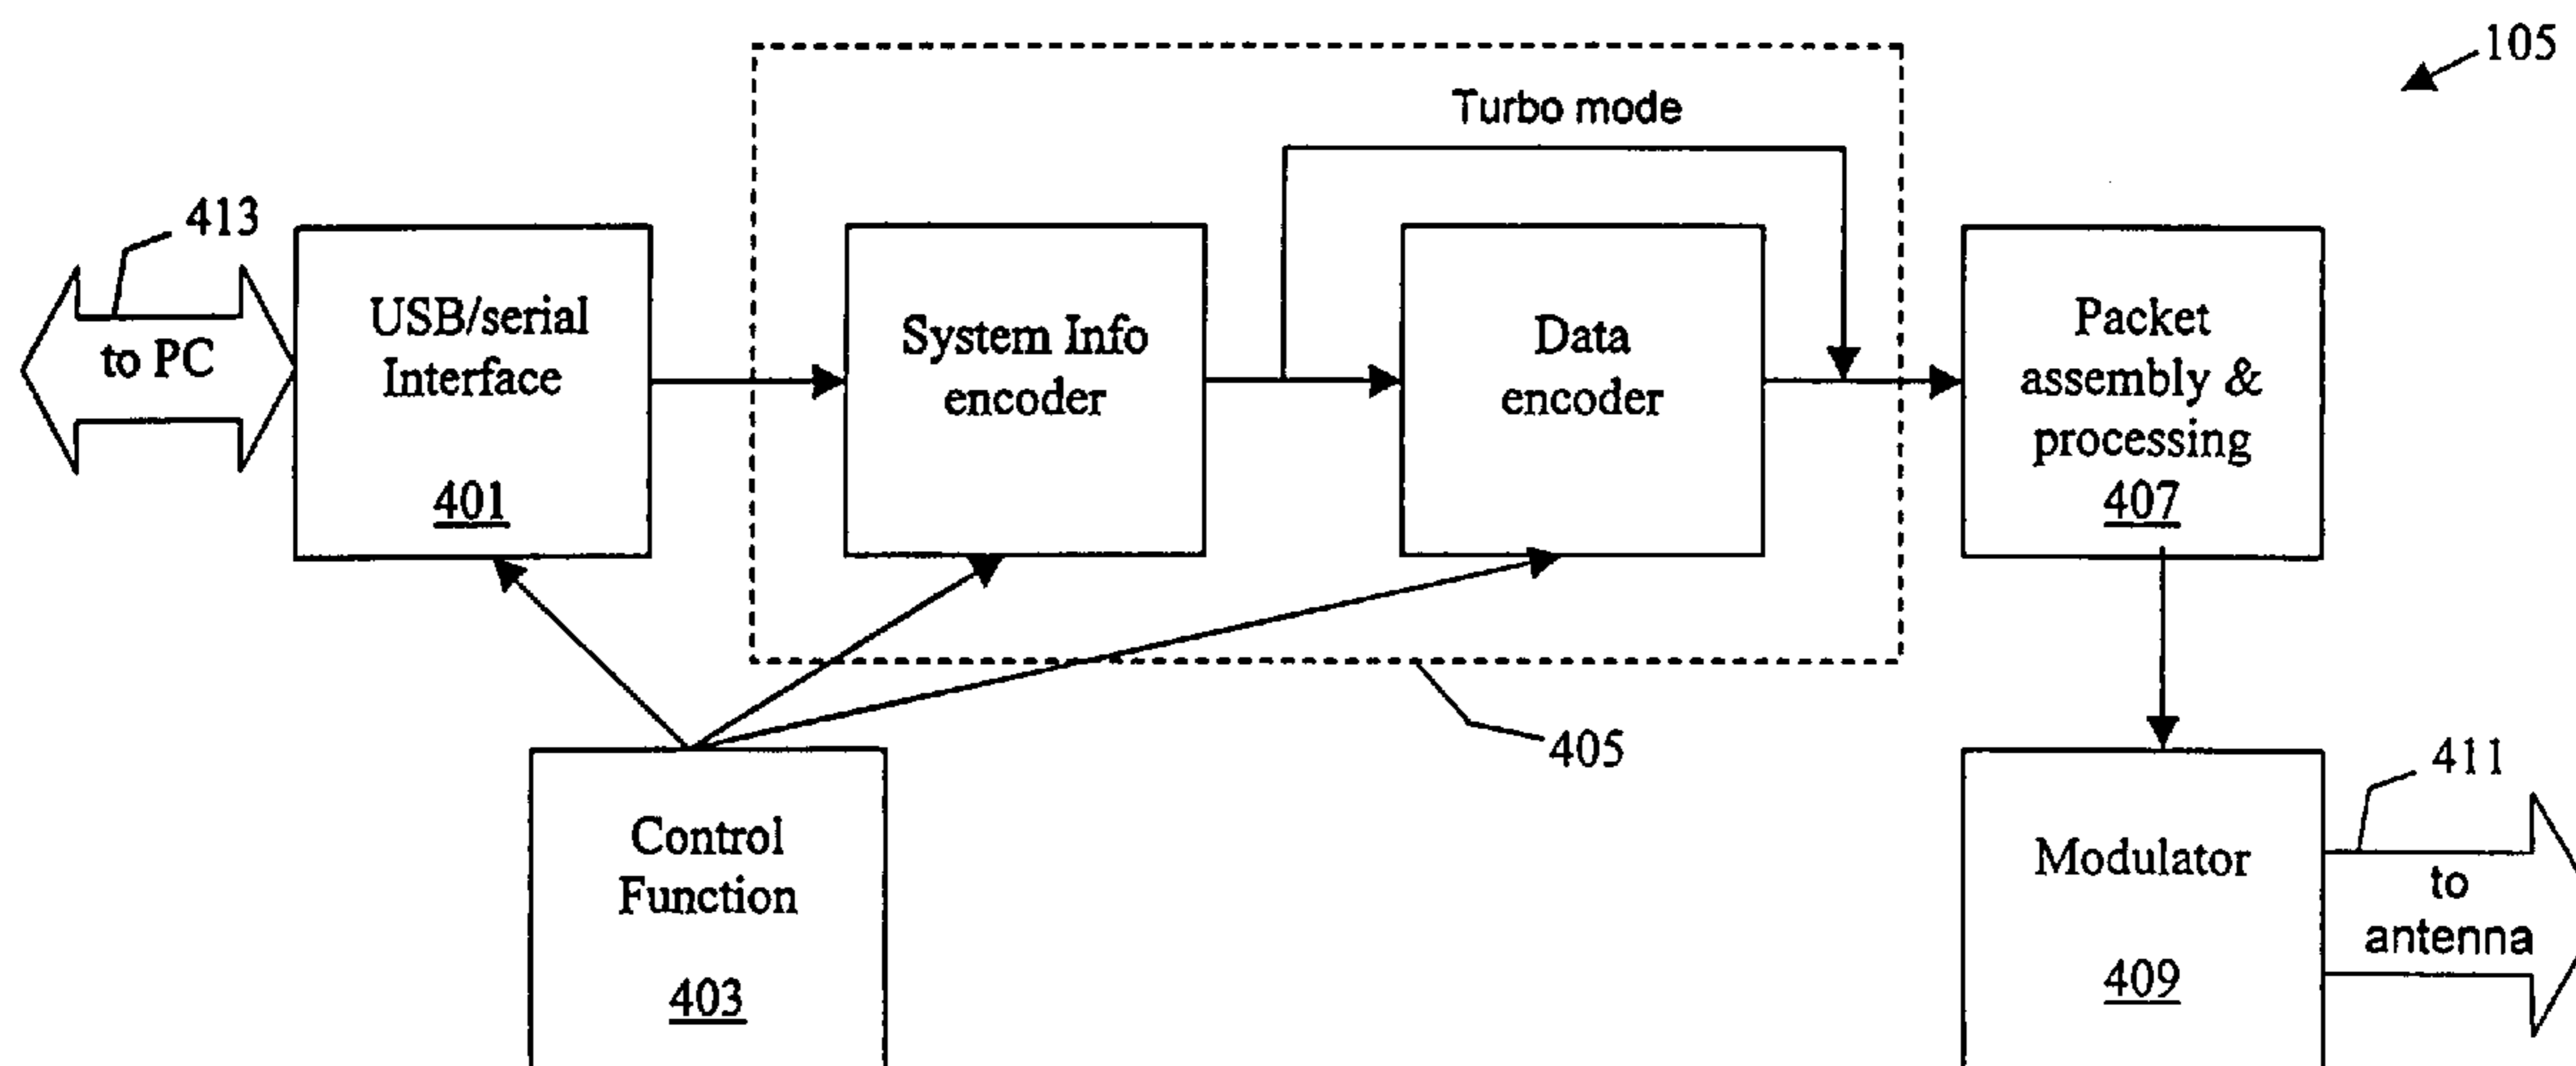 105
Turbo mode
413
to PC
USB/serial
Interface
401
System Info
encoder
Data
encoder
Packet
assembly &
processing
407
405
Control
Function
403
411
Modulator
409
to
antenna